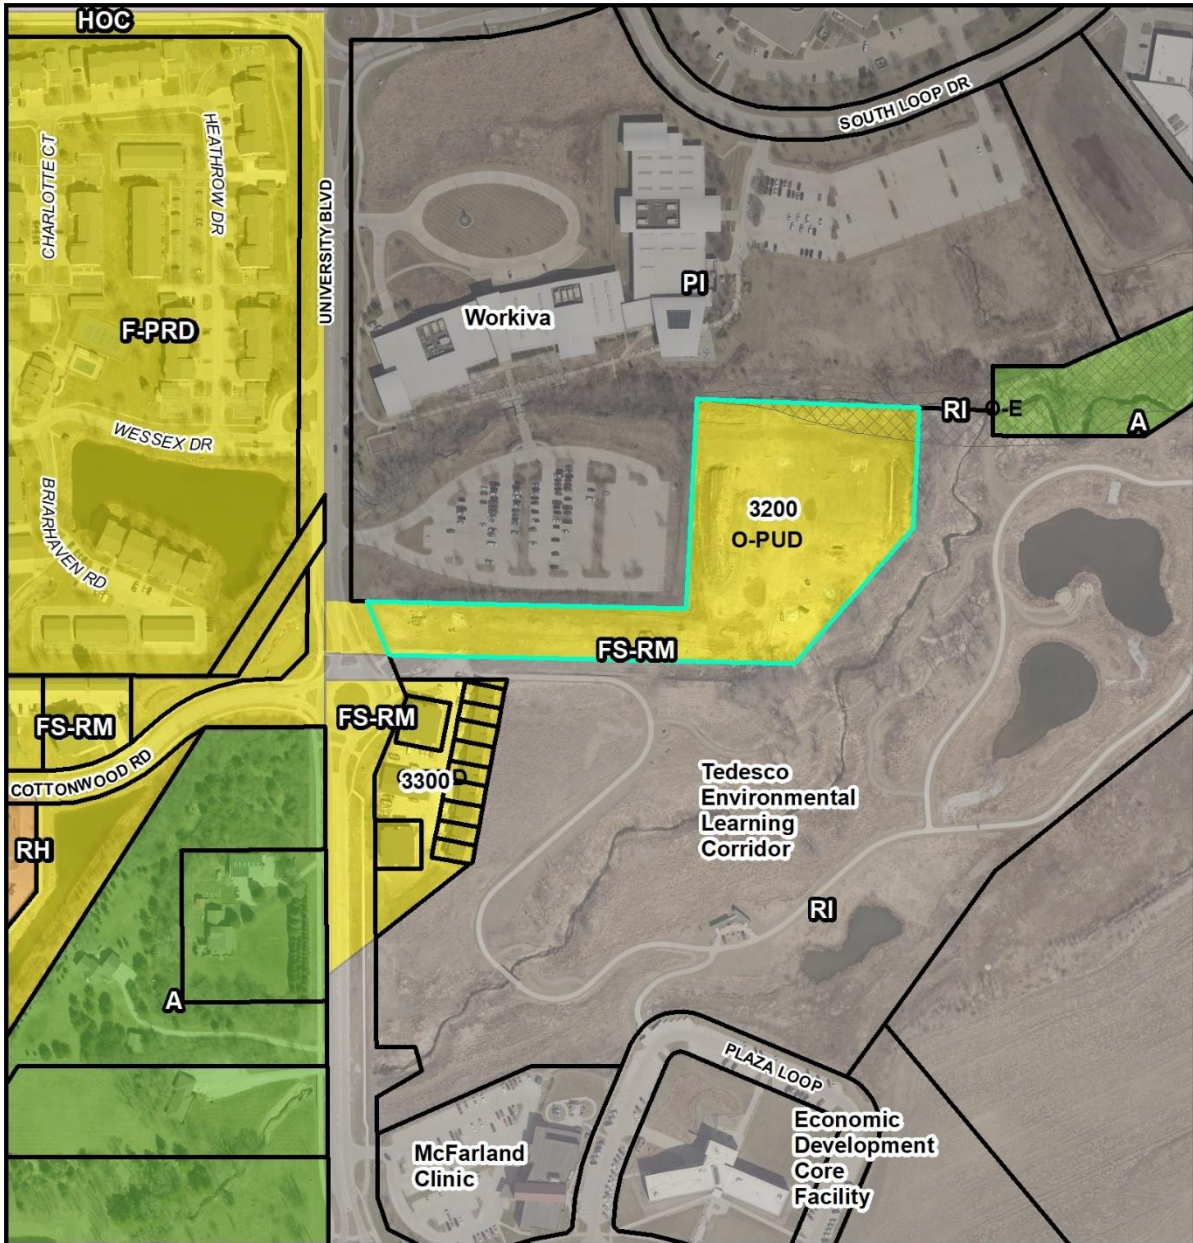 HOC
SOUTH LOOP DR
CHARLOTTE CT
HEATHROW DR
UNIVERSITY BLVD
PI
Workiva
F-PRD
RI
O-E
A
WESSEX DR
BRIARHAVEN RD
3200
O-PUD
FS-RM
FS-RM
FS-RM
COTTONWOOD RD
3300
Tedesco
Environmental
Learning
Corridor
RH
RI
A
PLAZA LOOP
McFarland
Clinic
Economic
Development
Core
Facility